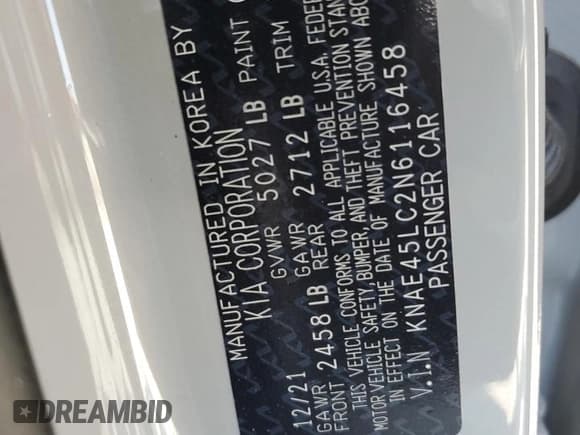 MANUFACTURED IN KOREA BY
KIA CORPORATION
GVWR 5027 LB PAINT
12/21 GAWR TRIM
GAWR FRONT 2458 LB REAR 2712 LB
THIS VEHICLE CONFORMS TO ALL APPLICABLE U.S.A. FEDER
MOTOR VEHICLE SAFETY, BUMPER, AND THEFT PREVENTION STAN
IN EFFECT ON THE DATE OF MANUFACTURE SHOWN ABO
V.I.N KNAE45LC2N6116458
PASSENGER CAR
DREAMBID